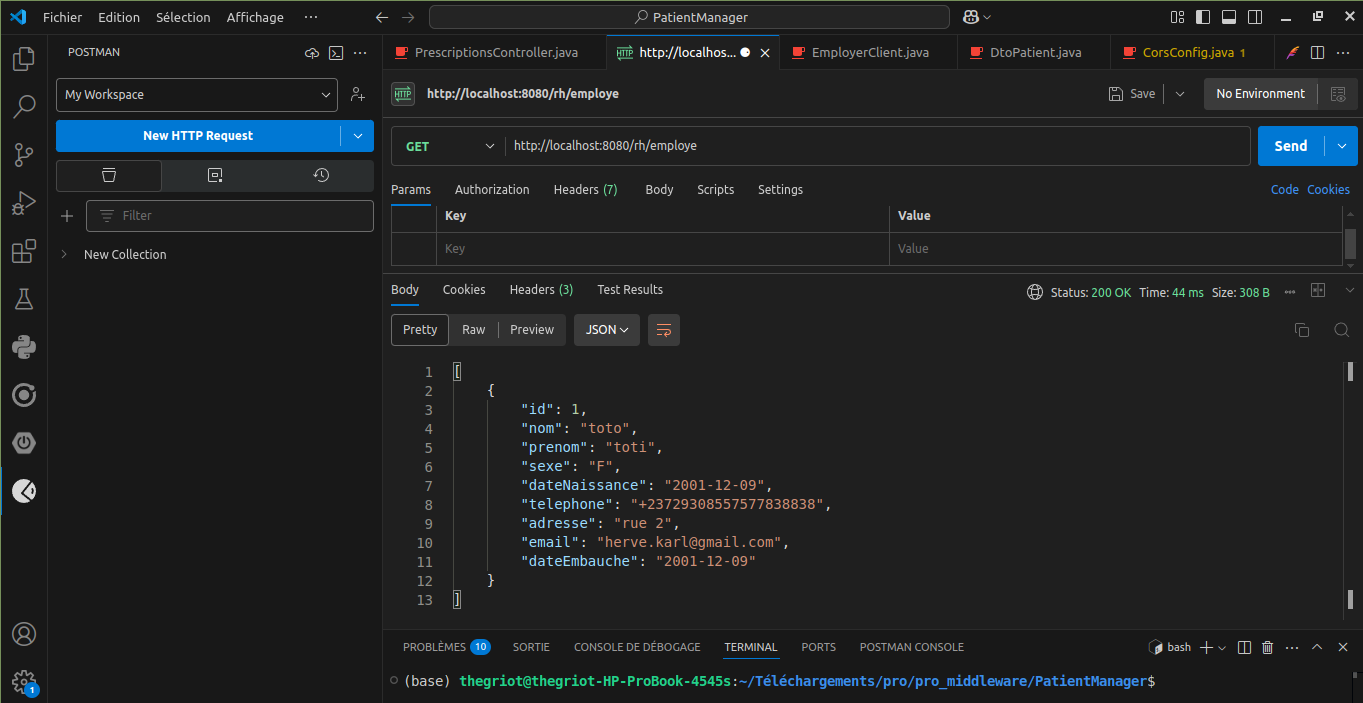 Fichier Edition Sélection Affichage ··· PatientManager
POSTMAN
PrescriptionsController.java http://localhos... EmployerClient.java DtoPatient.java CorsConfig.java 1
My Workspace
HTTP http://localhost:8080/rh/employe Save No Environment
New HTTP Request
GET http://localhost:8080/rh/employe Send
Params Authorization Headers (7) Body Scripts Settings Code Cookies
Filter
Key Value
Key Value
New Collection
Body Cookies Headers (3) Test Results Status: 200 OK Time: 44 ms Size: 308 B
Pretty Raw Preview JSON
1 [
2 {
3 "id": 1,
4 "nom": "toto",
5 "prenom": "toti",
6 "sexe": "F",
7 "dateNaissance": "2001-12-09",
8 "telephone": "+23729308557577838838",
9 "adresse": "rue 2",
10 "email": "herve.karl@gmail.com",
11 "dateEmbauche": "2001-12-09"
12 }
13 ]
PROBLÈMES 10 SORTIE CONSOLE DE DÉBOGAGE TERMINAL PORTS POSTMAN CONSOLE bash
(base) thegriot@thegriot-HP-ProBook-4545s:~/Téléchargements/pro/pro_middleware/PatientManager$
1